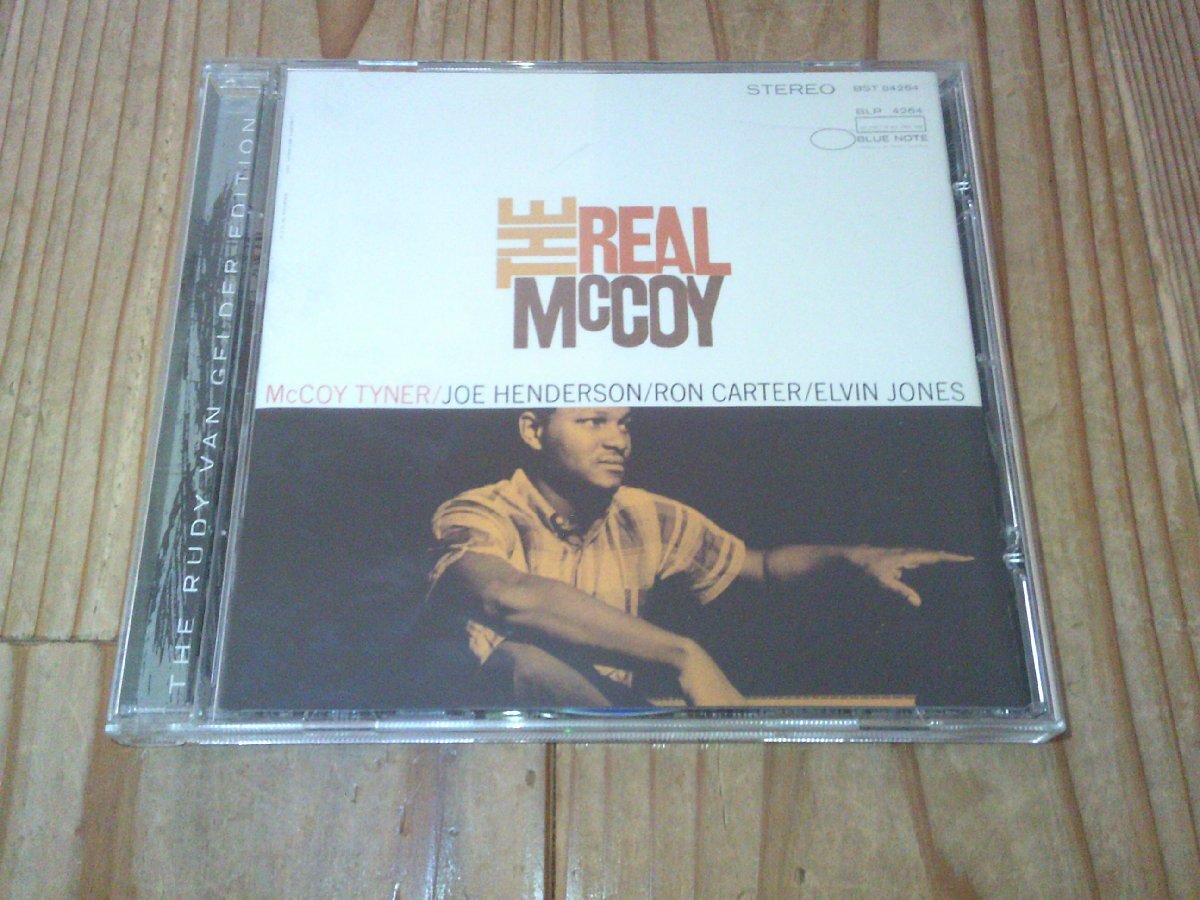 THE RUDY VAN GELDER EDITION
STEREO BST 84264
BLP 4264
BLUE NOTE
THE REAL
McCOY
McCOY TYNER/JOE HENDERSON/RON CARTER/ELVIN JONES